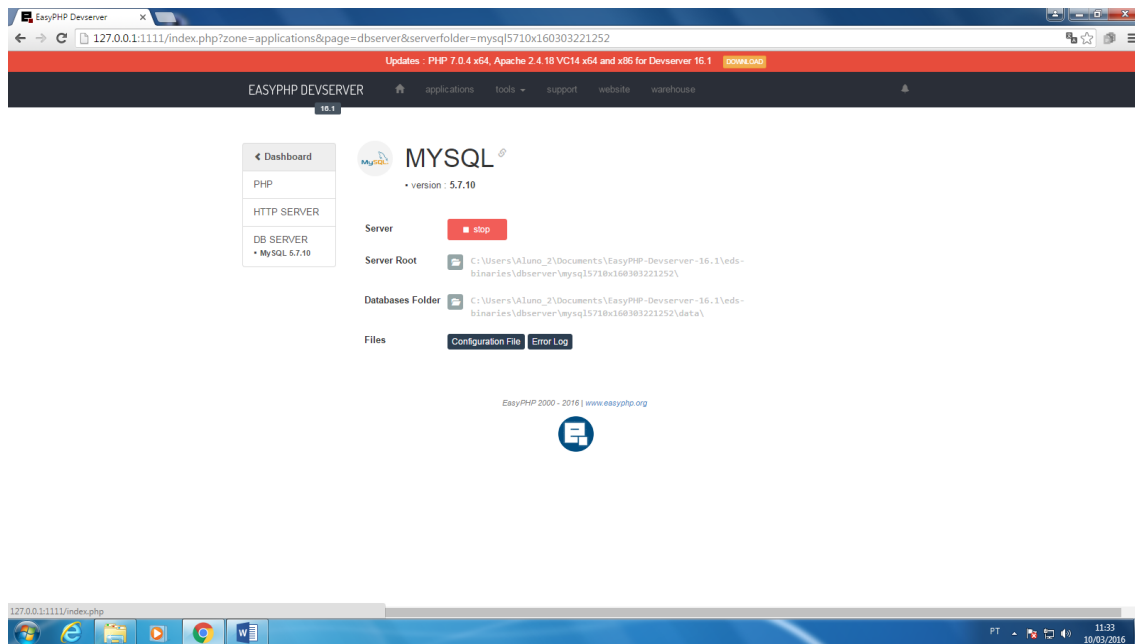 EasyPHP Devserver
127.0.0.1:1111/index.php?zone=applications&page=dbserver&serverfolder=mysql5710x160303221252
Updates : PHP 7.0.4 x64, Apache 2.4.18 VC14 x64 and x86 for Devserver 16.1 DOWNLOAD
EASYPHP DEVSERVER applications tools support website warehouse
16.1
Dashboard
PHP
HTTP SERVER
DB SERVER
• MySQL 5.7.10
MySQL MYSQL
• version : 5.7.10
Server stop
Server Root C:\Users\Aluno_2\Documents\EasyPHP-Devserver-16.1\eds-
binaries\dbserver\mysql5710x160303221252\
Databases Folder C:\Users\Aluno_2\Documents\EasyPHP-Devserver-16.1\eds-
binaries\dbserver\mysql5710x160303221252\data\
Files Configuration File Error Log
EasyPHP 2000 - 2016 | www.easyphp.org
127.0.0.1:1111/index.php
PT 11:33
10/03/2016